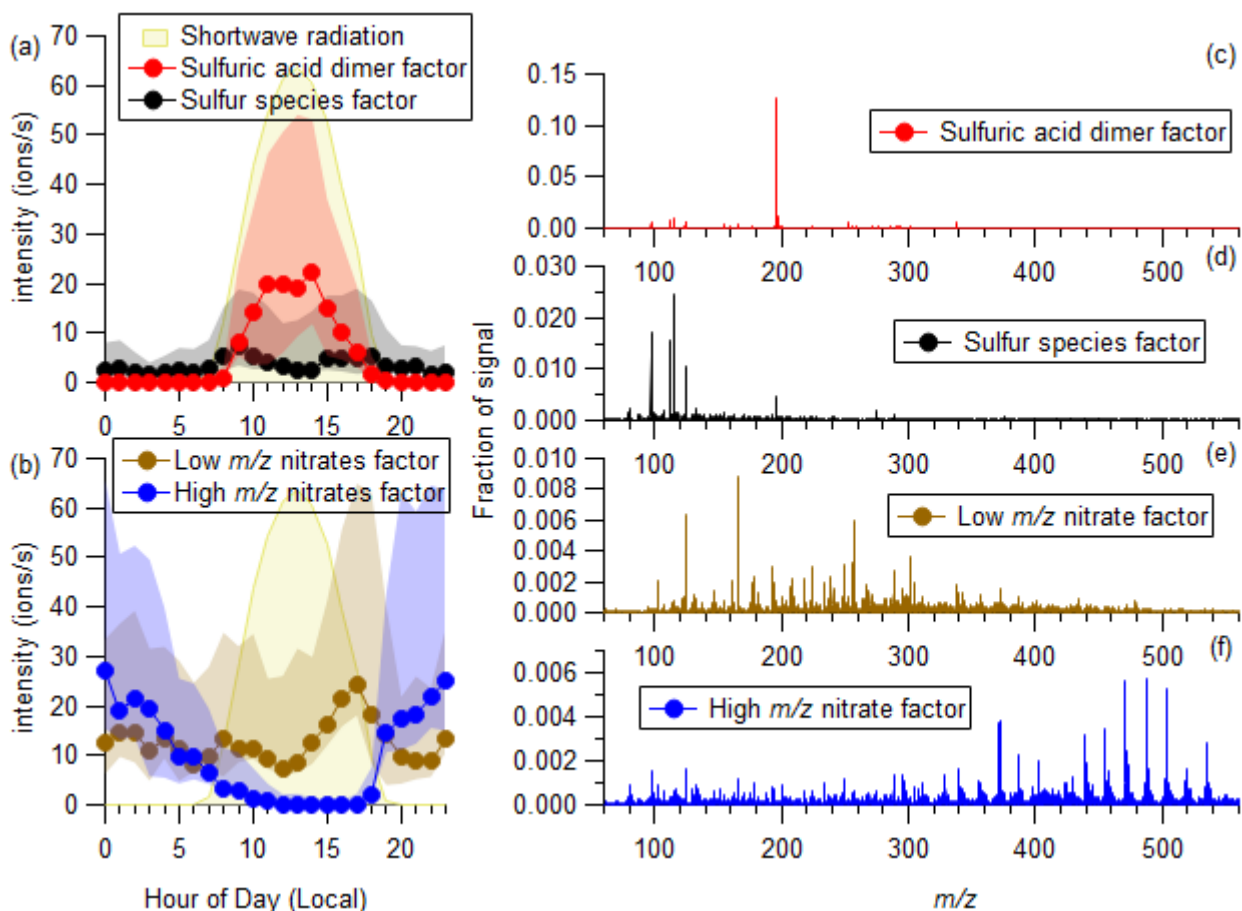 (a)
70
60
50
40
30
20
10
0
intensity (ions/s)
Shortwave radiation
Sulfuric acid dimer factor
Sulfur species factor
0 5 10 15 20
(b)
70
60
50
40
30
20
10
0
intensity (ions/s)
Low m/z nitrates factor
High m/z nitrates factor
0 5 10 15 20
Hour of Day (Local)
(c)
0.15
0.10
0.05
0.00
Sulfuric acid dimer factor
100 200 300 400 500
(d)
0.030
0.020
0.010
0.000
Sulfur species factor
100 200 300 400 500
Fraction of signal
(e)
0.010
0.008
0.006
0.004
0.002
0.000
Low m/z nitrate factor
100 200 300 400 500
(f)
0.006
0.004
0.002
0.000
High m/z nitrate factor
100 200 300 400 500
m/z